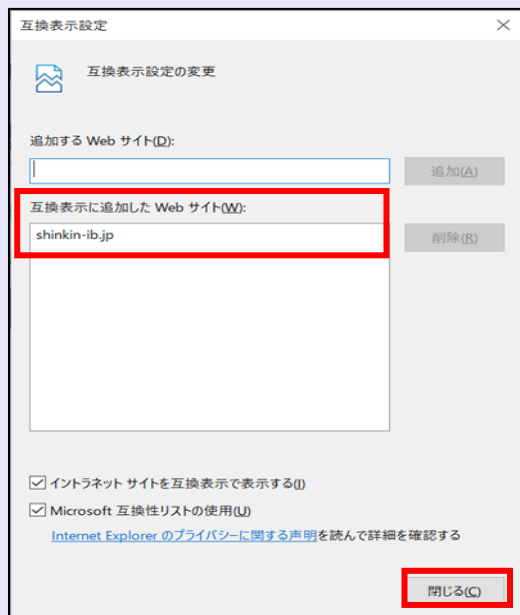 互換表示設定
互換表示設定の変更
追加する Web サイト(D):
追加(A)
互換表示に追加した Web サイト(W):
shinkin-ib.jp
削除(R)
イントラネット サイトを互換表示で表示する(I)
Microsoft 互換性リストの使用(U)
Internet Explorer のプライバシーに関する声明を読んで詳細を確認する
閉じる(C)